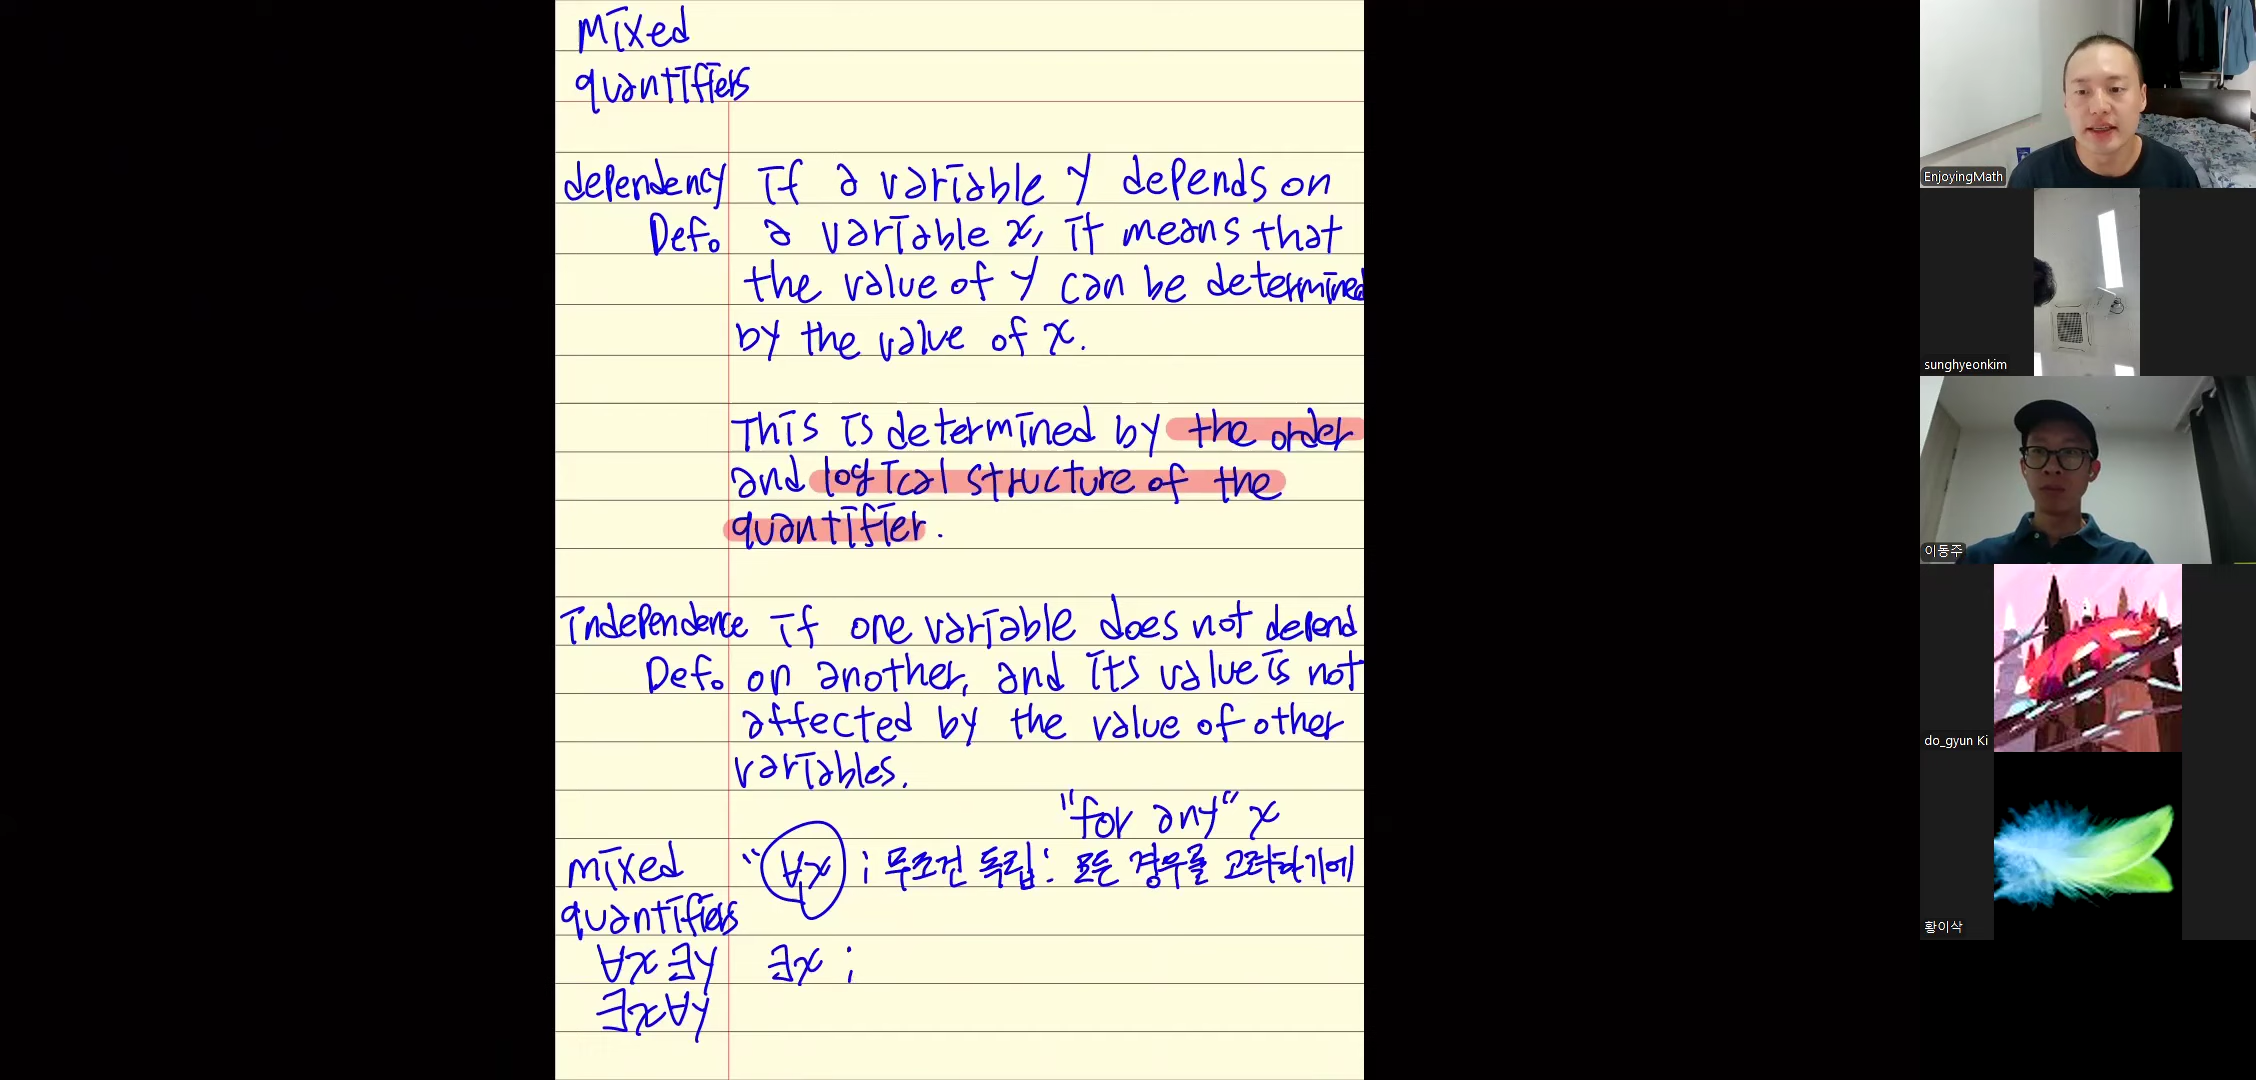 mixed
quantifiers
dependency if a variable y depends on
Def. a variable x, it means that
the value of y can be determined
by the value of x.
This is determined by the order
and logical structure of the
quantifier.
independence if one variable does not depend
Def. on another, and its value is not
affected by the value of other
variables.
"for any" x
mixed "∀x ; 무조건 독립 : 모든 경우를 고려하기에
quantifiers
∀x ∃y ∃x ;
∃x ∀y
EnjoyingMath
sunghyeonkim
이동주
do_gyun Ki
황이삭